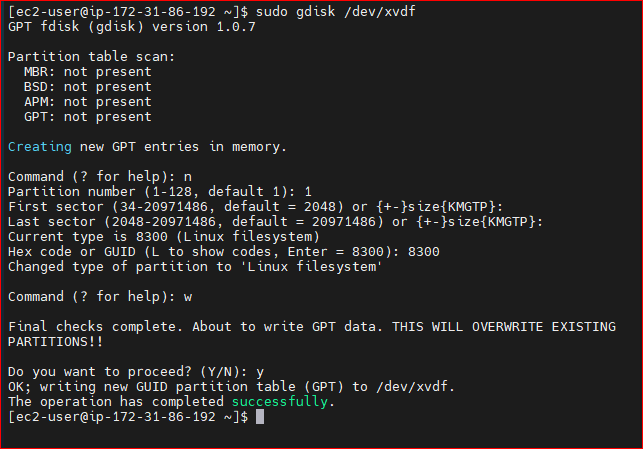 [ec2-user@ip-172-31-86-192 ~]$ sudo gdisk /dev/xvdf
GPT fdisk (gdisk) version 1.0.7
Partition table scan:
MBR: not present
BSD: not present
APM: not present
GPT: not present
Creating new GPT entries in memory.
Command (? for help): n
Partition number (1-128, default 1): 1
First sector (34-20971486, default = 2048) or {+-}size{KMGTP}:
Last sector (2048-20971486, default = 20971486) or {+-}size{KMGTP}:
Current type is 8300 (Linux filesystem)
Hex code or GUID (L to show codes, Enter = 8300): 8300
Changed type of partition to 'Linux filesystem'
Command (? for help): w
Final checks complete. About to write GPT data. THIS WILL OVERWRITE EXISTING
PARTITIONS!!
Do you want to proceed? (Y/N): y
OK; writing new GUID partition table (GPT) to /dev/xvdf.
The operation has completed successfully.
[ec2-user@ip-172-31-86-192 ~]$